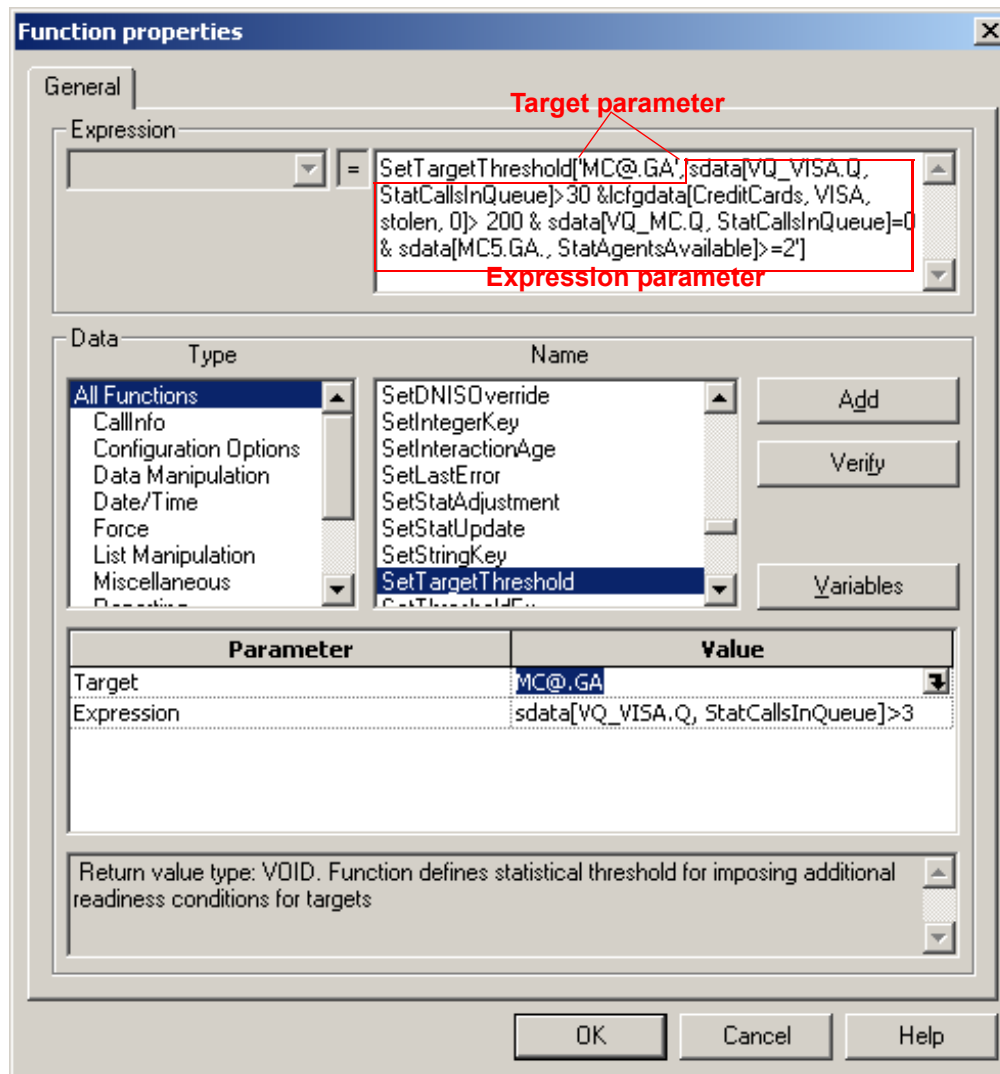 Function properties
General
Target parameter
Expression
=
SetTargetThreshold['MC@.GA', 'sdata[VQ_VISA.Q,
StatCallsInQueue]>30 &lcfgdata[CreditCards, VISA,
stolen, 0]> 200 & sdata[VQ_MC.Q, StatCallsInQueue]=0
& sdata[MC5.GA., StatAgentsAvailable]>=2']
Expression parameter
Data
Type
Name
All Functions
CallInfo
Configuration Options
Data Manipulation
Date/Time
Force
List Manipulation
Miscellaneous
SetDNISOverride
SetIntegerKey
SetInteractionAge
SetLastError
SetStatAdjustment
SetStatUpdate
SetStringKey
SetTargetThreshold
Add
Verify
Variables
Parameter Value
Target MC@.GA
Expression sdata[VQ_VISA.Q, StatCallsInQueue]>3
Return value type: VOID. Function defines statistical threshold for imposing additional
readiness conditions for targets
OK Cancel Help